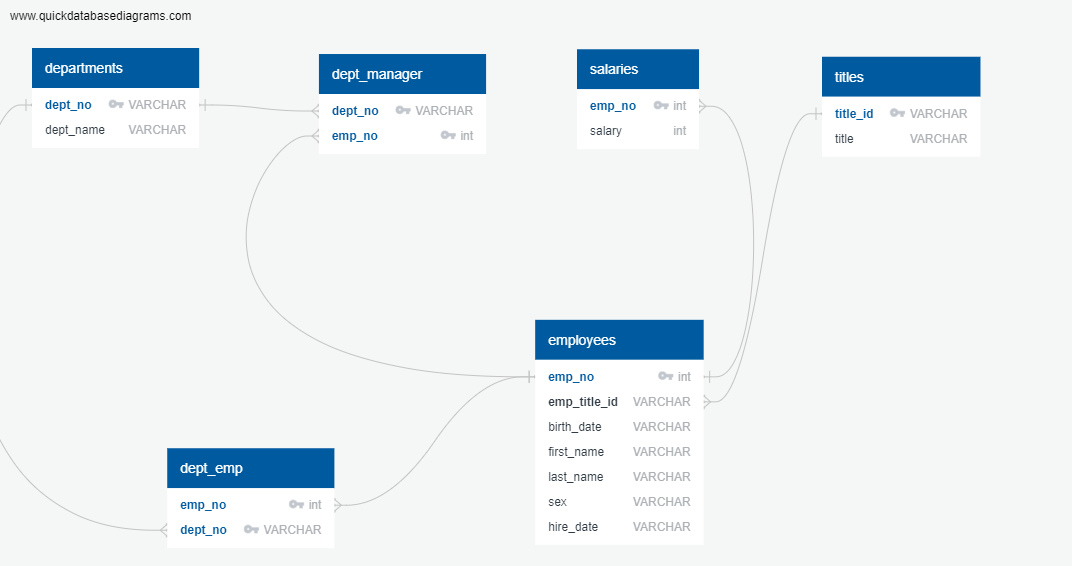 www.quickdatabasediagrams.com
departments
dept_no VARCHAR
dept_name VARCHAR
dept_manager
dept_no VARCHAR
emp_no int
salaries
emp_no int
salary int
titles
title_id VARCHAR
title VARCHAR
employees
emp_no int
emp_title_id VARCHAR
birth_date VARCHAR
first_name VARCHAR
last_name VARCHAR
sex VARCHAR
hire_date VARCHAR
dept_emp
emp_no int
dept_no VARCHAR